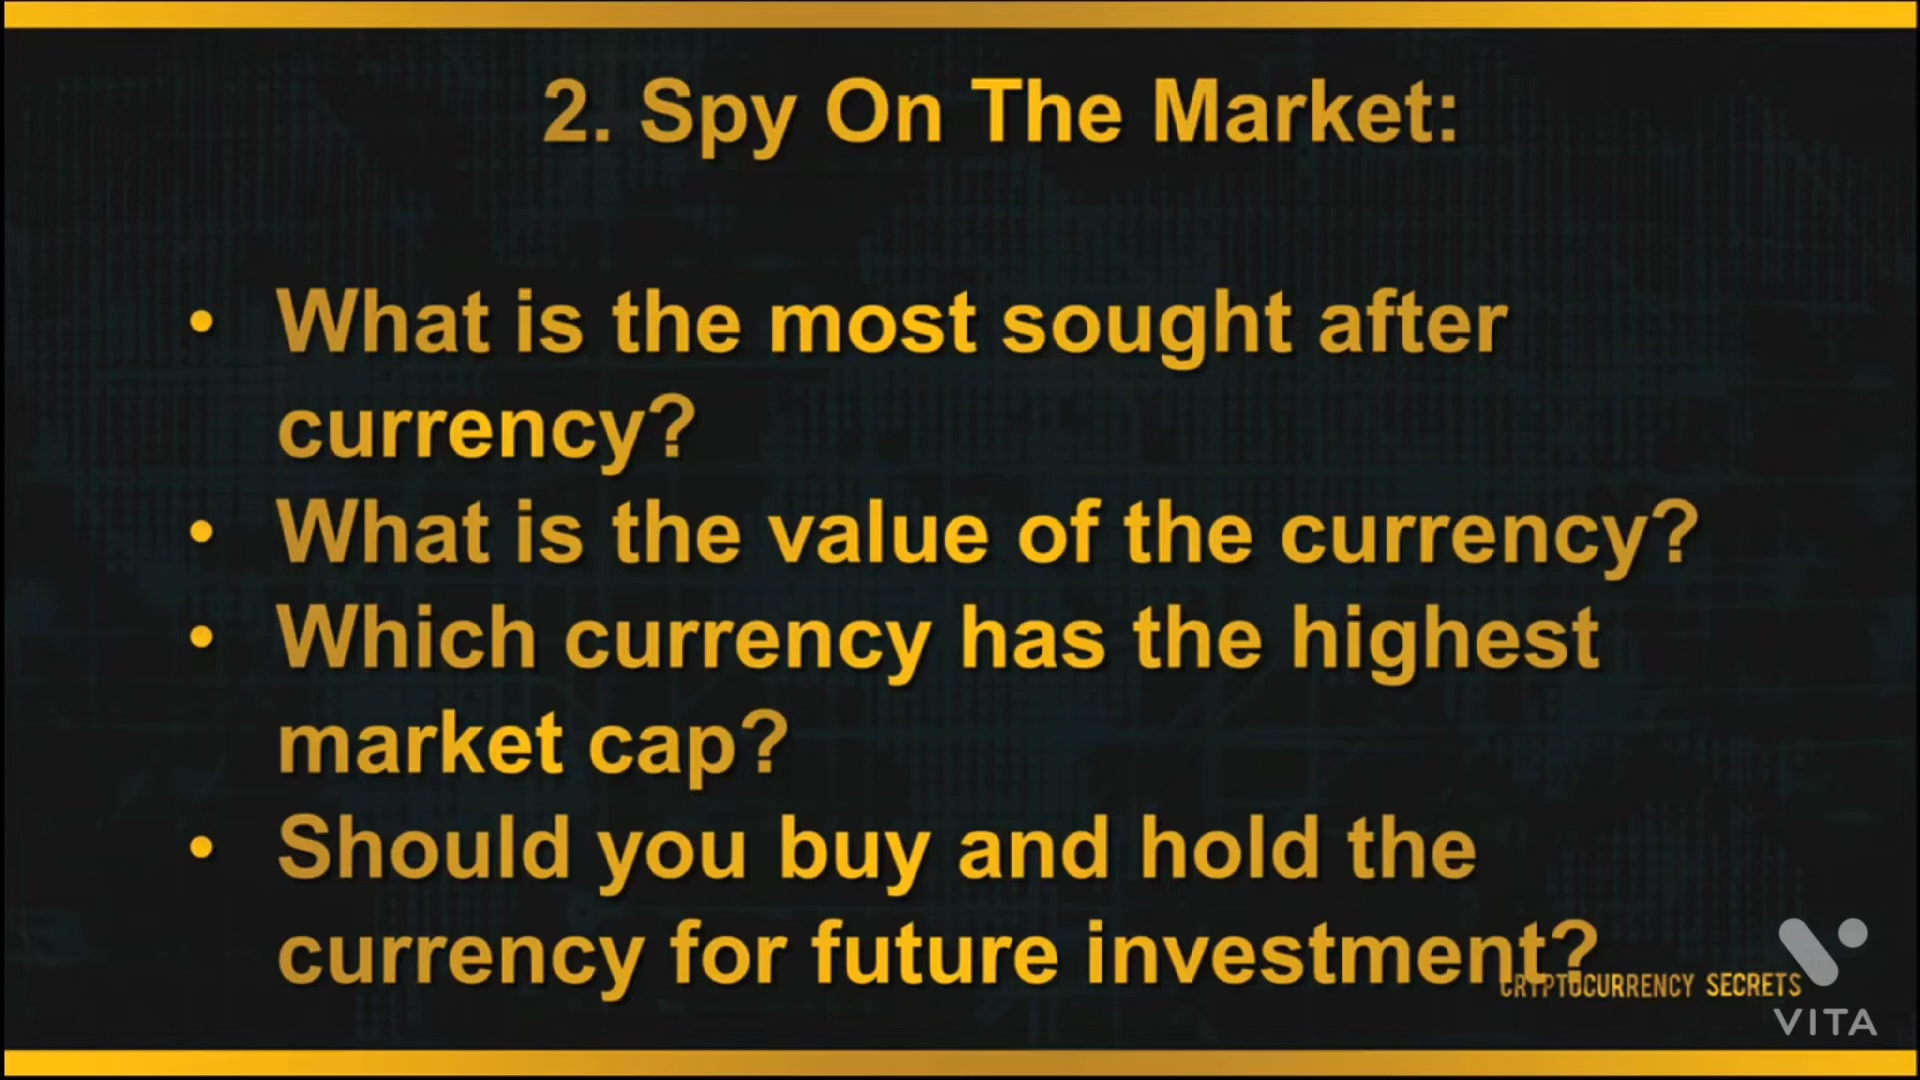 2. Spy On The Market:
• What is the most sought after
currency?
• What is the value of the currency?
• Which currency has the highest
market cap?
• Should you buy and hold the
currency for future investment?
CRYPTOCURRENCY SECRETS
VITA